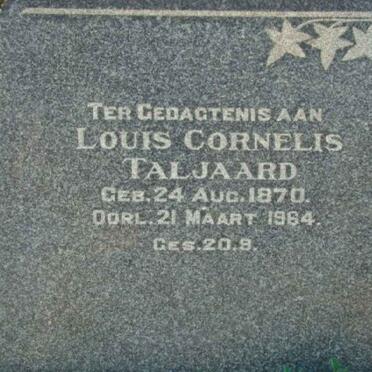 TER GEDAGTENIS AAN
LOUIS CORNELIS
TALJAARD
GEB. 24 AUG. 1870.
OORL. 21 MAART 1964.
GES. 20.9.